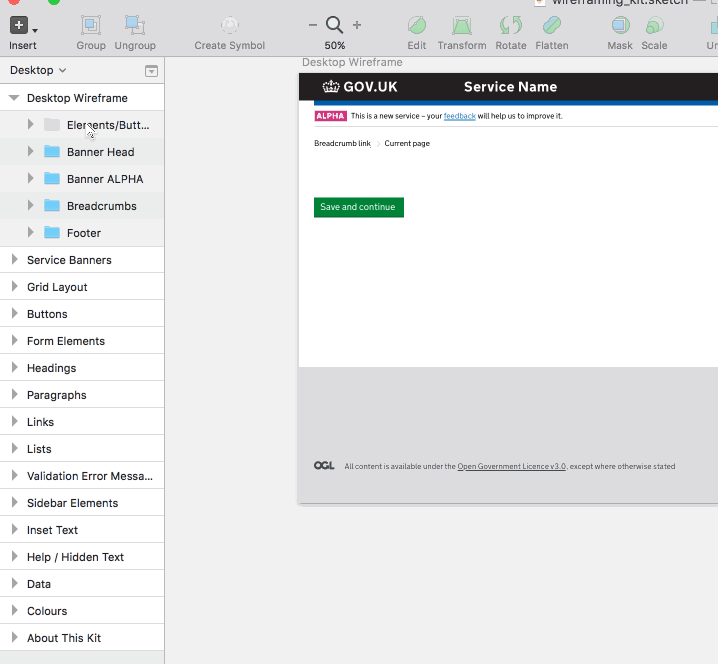 wireframing_kit.sketch —
Insert
Group
Ungroup
Create Symbol
50%
Edit
Transform
Rotate
Flatten
Mask
Scale
Desktop
Desktop Wireframe
Elements/Butt...
Banner Head
Banner ALPHA
Breadcrumbs
Footer
Service Banners
Grid Layout
Buttons
Form Elements
Headings
Paragraphs
Links
Lists
Validation Error Messa...
Sidebar Elements
Inset Text
Help / Hidden Text
Data
Colours
About This Kit
Desktop Wireframe
GOV.UK Service Name
ALPHA This is a new service – your feedback will help us to improve it.
Breadcrumb link Current page
Save and continue
OGL All content is available under the Open Government Licence v3.0, except where otherwise stated